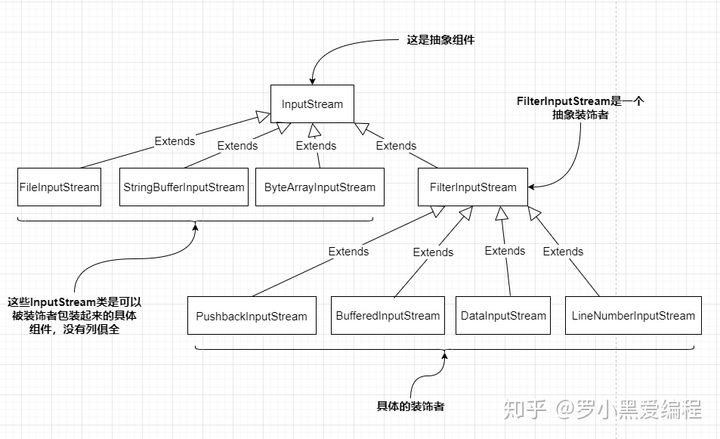 这是抽象组件
InputStream
FilterInputStream是一个
抽象装饰者
Extends
Extends
Extends
Extends
FileInputStream
StringBufferInputStream
ByteArrayInputStream
FilterInputStream
Extends
Extends
Extends
Extends
这些InputStream类是可以
被装饰者包装起来的具体
组件，没有列俱全
PushbackInputStream
BufferedInputStream
DataInputStream
LineNumberInputStream
具体的装饰者
知乎 @罗小黑爱编程